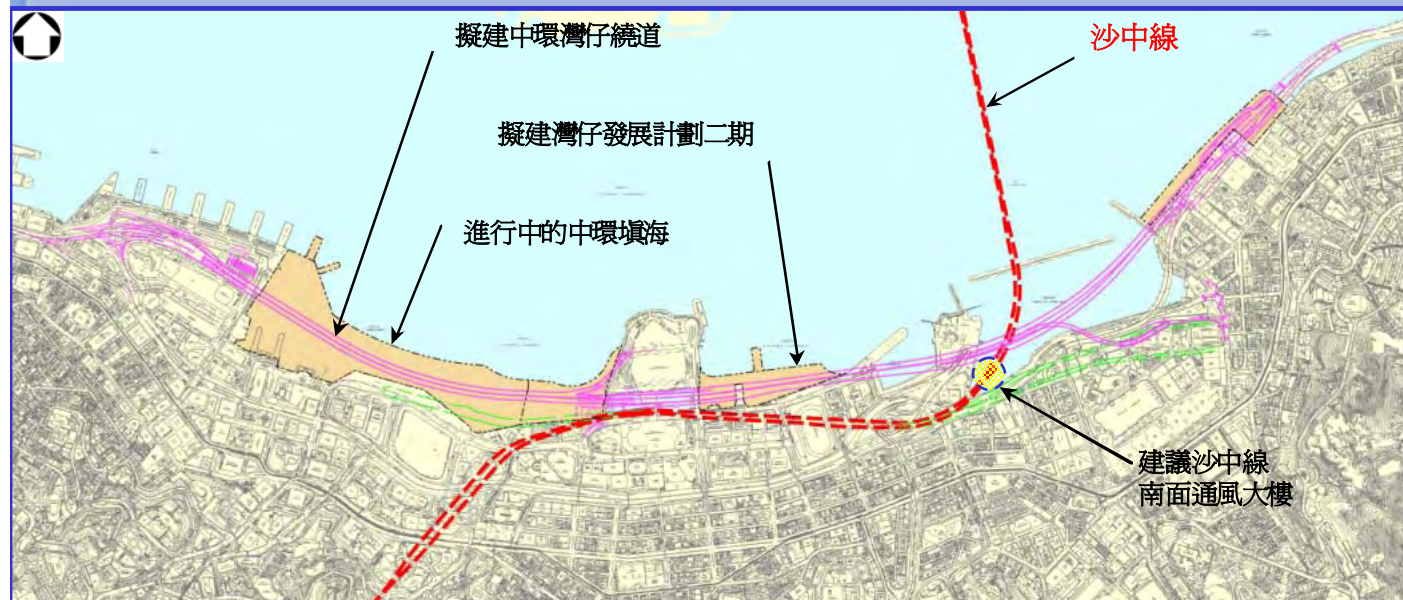 擬建中環灣仔繞道
沙中線
擬建灣仔發展計劃二期
進行中的中環填海
建議沙中線
南面通風大樓